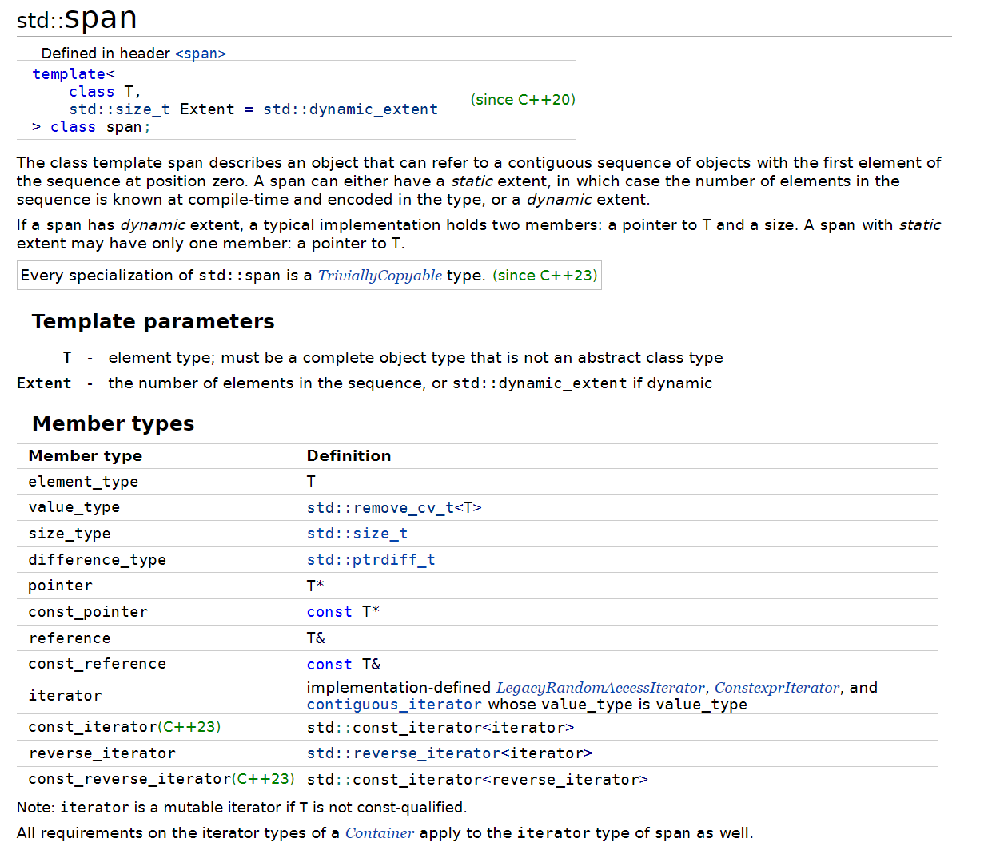 std::span
Defined in header <span>
template<
    class T,
    std::size_t Extent = std::dynamic_extent
> class span;
(since C++20)
The class template span describes an object that can refer to a contiguous sequence of objects with the first element of
the sequence at position zero. A span can either have a static extent, in which case the number of elements in the
sequence is known at compile-time and encoded in the type, or a dynamic extent.
If a span has dynamic extent, a typical implementation holds two members: a pointer to T and a size. A span with static
extent may have only one member: a pointer to T.
Every specialization of std::span is a TriviallyCopyable type. (since C++23)
Template parameters
T - element type; must be a complete object type that is not an abstract class type
Extent - the number of elements in the sequence, or std::dynamic_extent if dynamic
Member types
Member type Definition
element_type T
value_type std::remove_cv_t<T>
size_type std::size_t
difference_type std::ptrdiff_t
pointer T*
const_pointer const T*
reference T&
const_reference const T&
iterator implementation-defined LegacyRandomAccessIterator, ConstexprIterator, and
contiguous_iterator whose value_type is value_type
const_iterator(C++23) std::const_iterator<iterator>
reverse_iterator std::reverse_iterator<iterator>
const_reverse_iterator(C++23) std::const_iterator<reverse_iterator>
Note: iterator is a mutable iterator if T is not const-qualified.
All requirements on the iterator types of a Container apply to the iterator type of span as well.